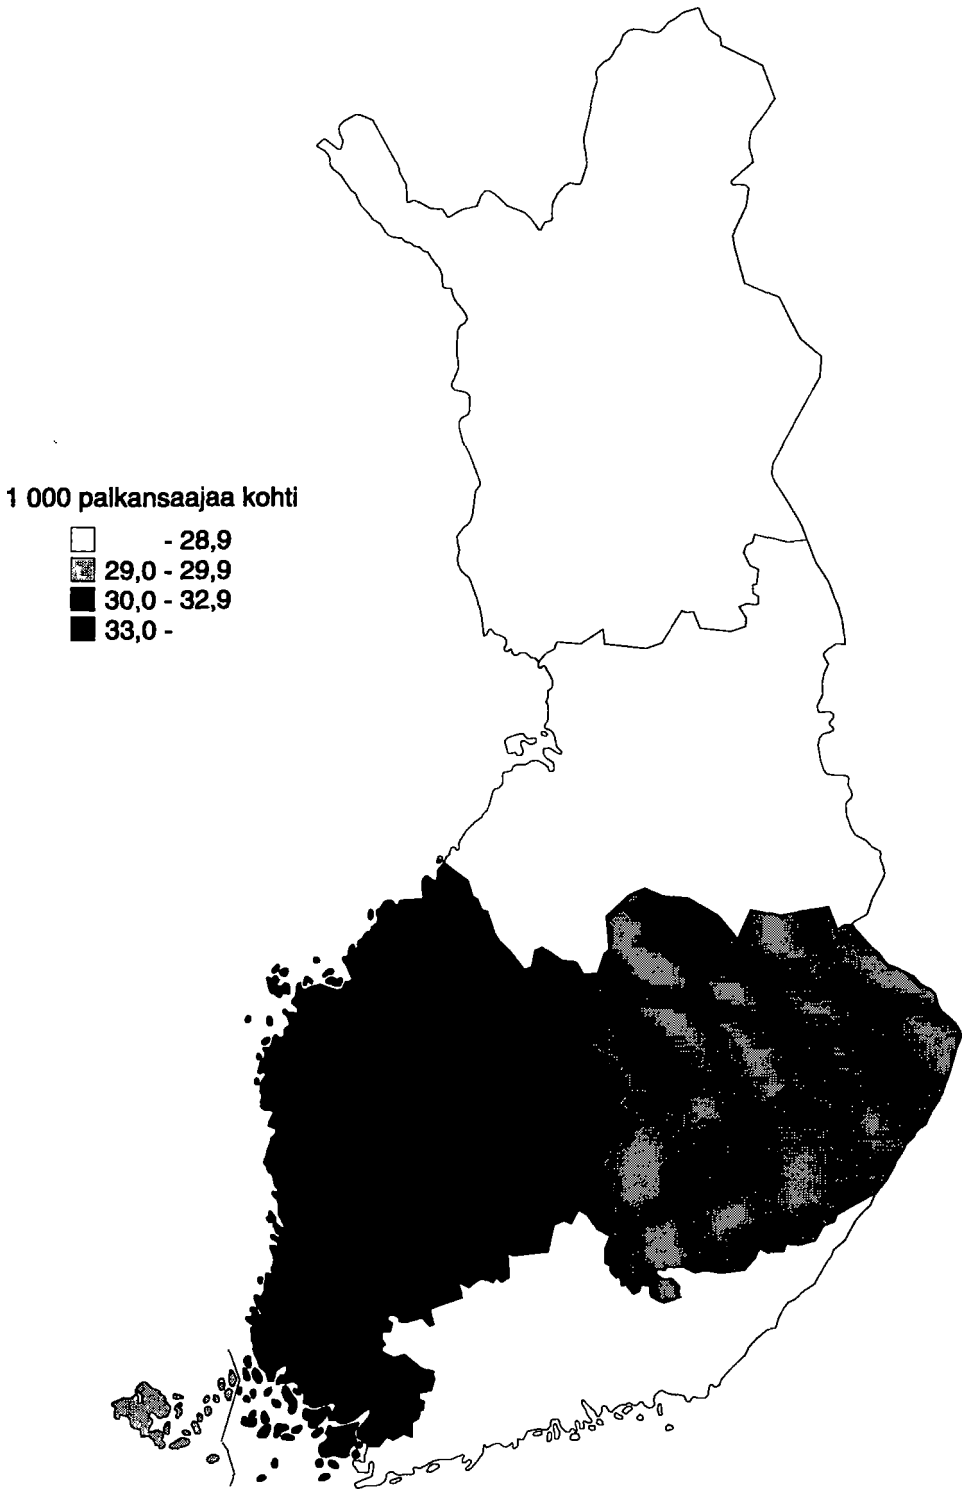 1 000 palkansaajaa kohti
- 28,9
29,0 - 29,9
30,0 - 32,9
33,0 -